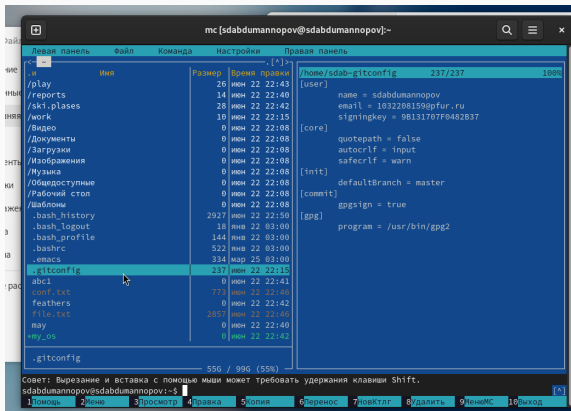 mc [sdabdumannopov@sdabdumannopov]:~
Левая панель Файл Команда Настройки Правая панель
.и Имя Размер Время правки
/play 26 июн 22 22:43
/reports 14 июн 22 22:40
/ski.plases 28 июн 22 22:42
/work 10 июн 22 22:15
/Видео 0 июн 22 22:08
/Документы 0 июн 22 22:08
/Загрузки 0 июн 22 22:08
/Изображения 0 июн 22 22:08
/Музыка 0 июн 22 22:08
/Общедоступные 0 июн 22 22:08
/Рабочий стол 0 июн 22 22:08
/Шаблоны 0 июн 22 22:08
.bash_history 2927 июн 22 22:50
.bash_logout 18 янв 22 03:00
.bash_profile 144 янв 22 03:00
.bashrc 522 янв 22 03:00
.emacs 334 мар 25 03:00
.gitconfig 237 июн 22 22:15
abc1 0 июн 22 22:41
conf.txt 773 июн 22 22:46
feathers 0 июн 22 22:42
file.txt 2857 июн 22 22:46
may 0 июн 22 22:40
*my_os 0 июн 22 22:42
.gitconfig
55G / 99G (55%)
/home/sdab~gitconfig 237/237 100%
[user]
name = sdabdumannopov
email = 1032208159@pfur.ru
signingkey = 9B131707F0482B37
[core]
quotepath = false
autocrlf = input
safecrlf = warn
[init]
defaultBranch = master
[commit]
gpgsign = true
[gpg]
program = /usr/bin/gpg2
Совет: Вырезание и вставка с помощью мыши может требовать удержания клавиши Shift.
sdabdumannopov@sdabdumannopov:~$ [^]
1Помощь 2Меню 3Просмотр 4Правка 5Копия 6Перенос 7НовКтлг 8Удалить 9МенюMC 10Выход